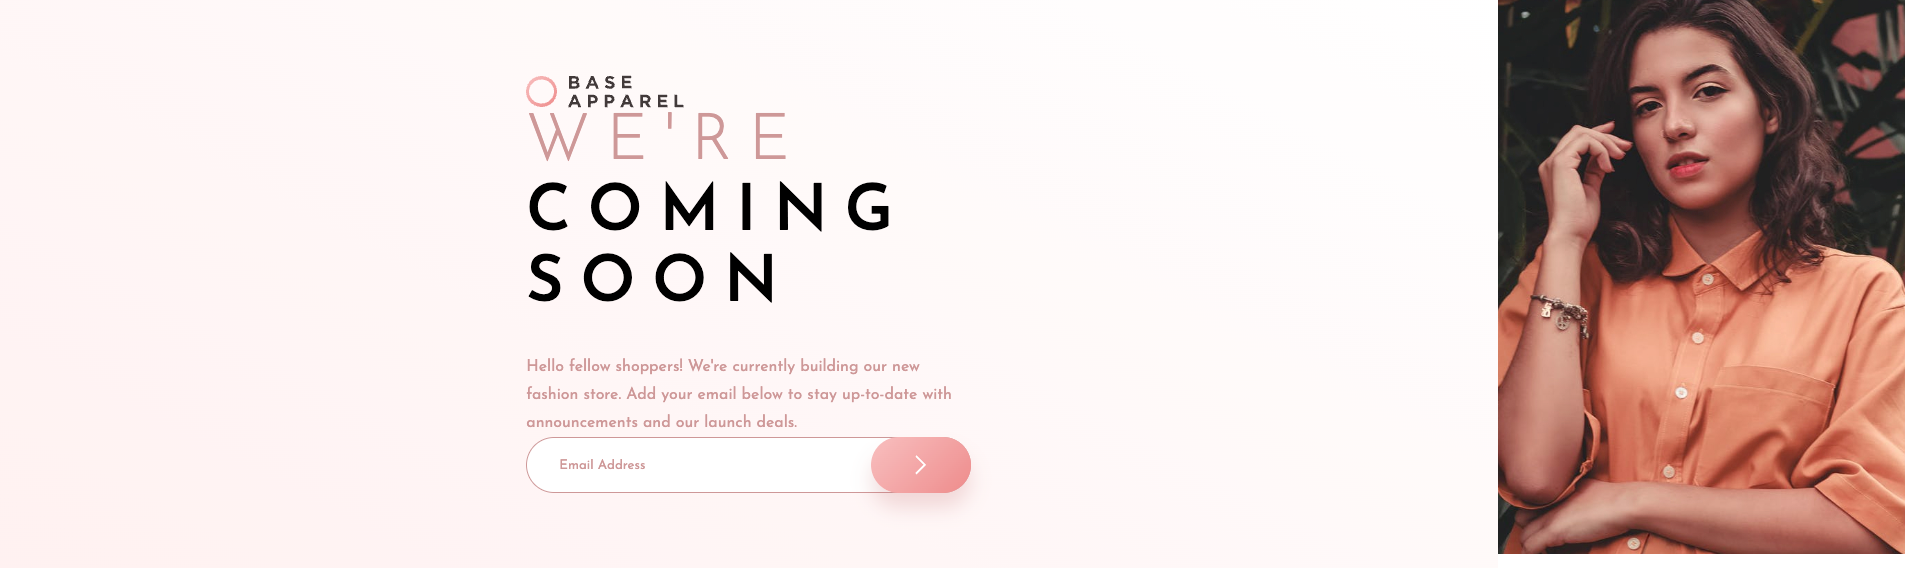 BASE
APPAREL
WE'RE
COMING
SOON
Hello fellow shoppers! We're currently building our new
fashion store. Add your email below to stay up-to-date with
announcements and our launch deals.
Email Address